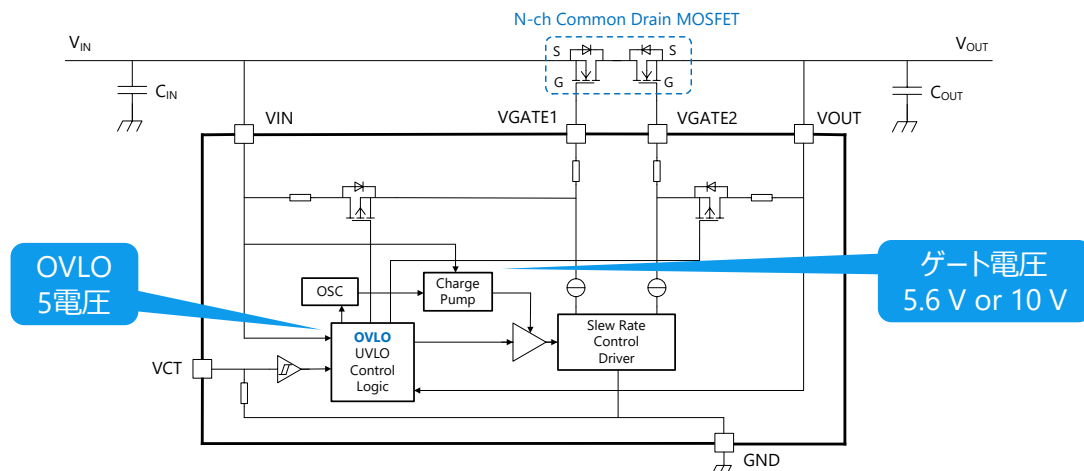 N-ch Common Drain MOSFET
VIN
S
S
VOUT
G
G
CIN
COUT
VIN
VGATE1
VGATE2
VOUT
OVLO
5電圧
ゲート電圧
5.6 V or 10 V
OSC
Charge
Pump
OVLO
UVLO
Control
Logic
Slew Rate
Control
Driver
VCT
GND